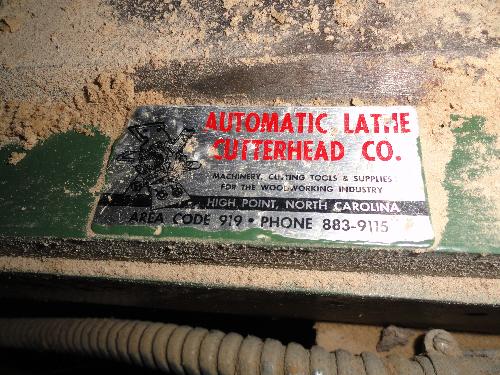 AUTOMATIC LATHE
CUTTERHEAD CO.
MACHINERY, CUTTING TOOLS & SUPPLIES
FOR THE WOODWORKING INDUSTRY
HIGH POINT, NORTH CAROLINA
AREA CODE 919 • PHONE 883-9115